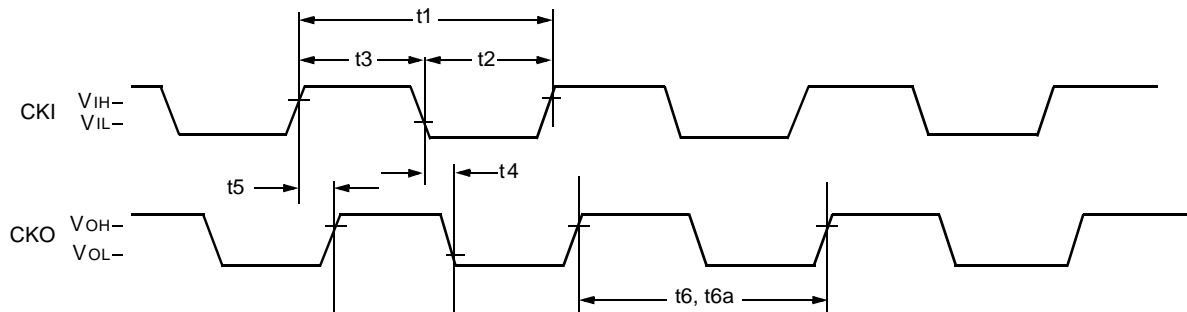 t1
t3
t2
CKI
VIH–
VIL–
t5
t4
CKO
VOH–
VOL–
t6, t6a